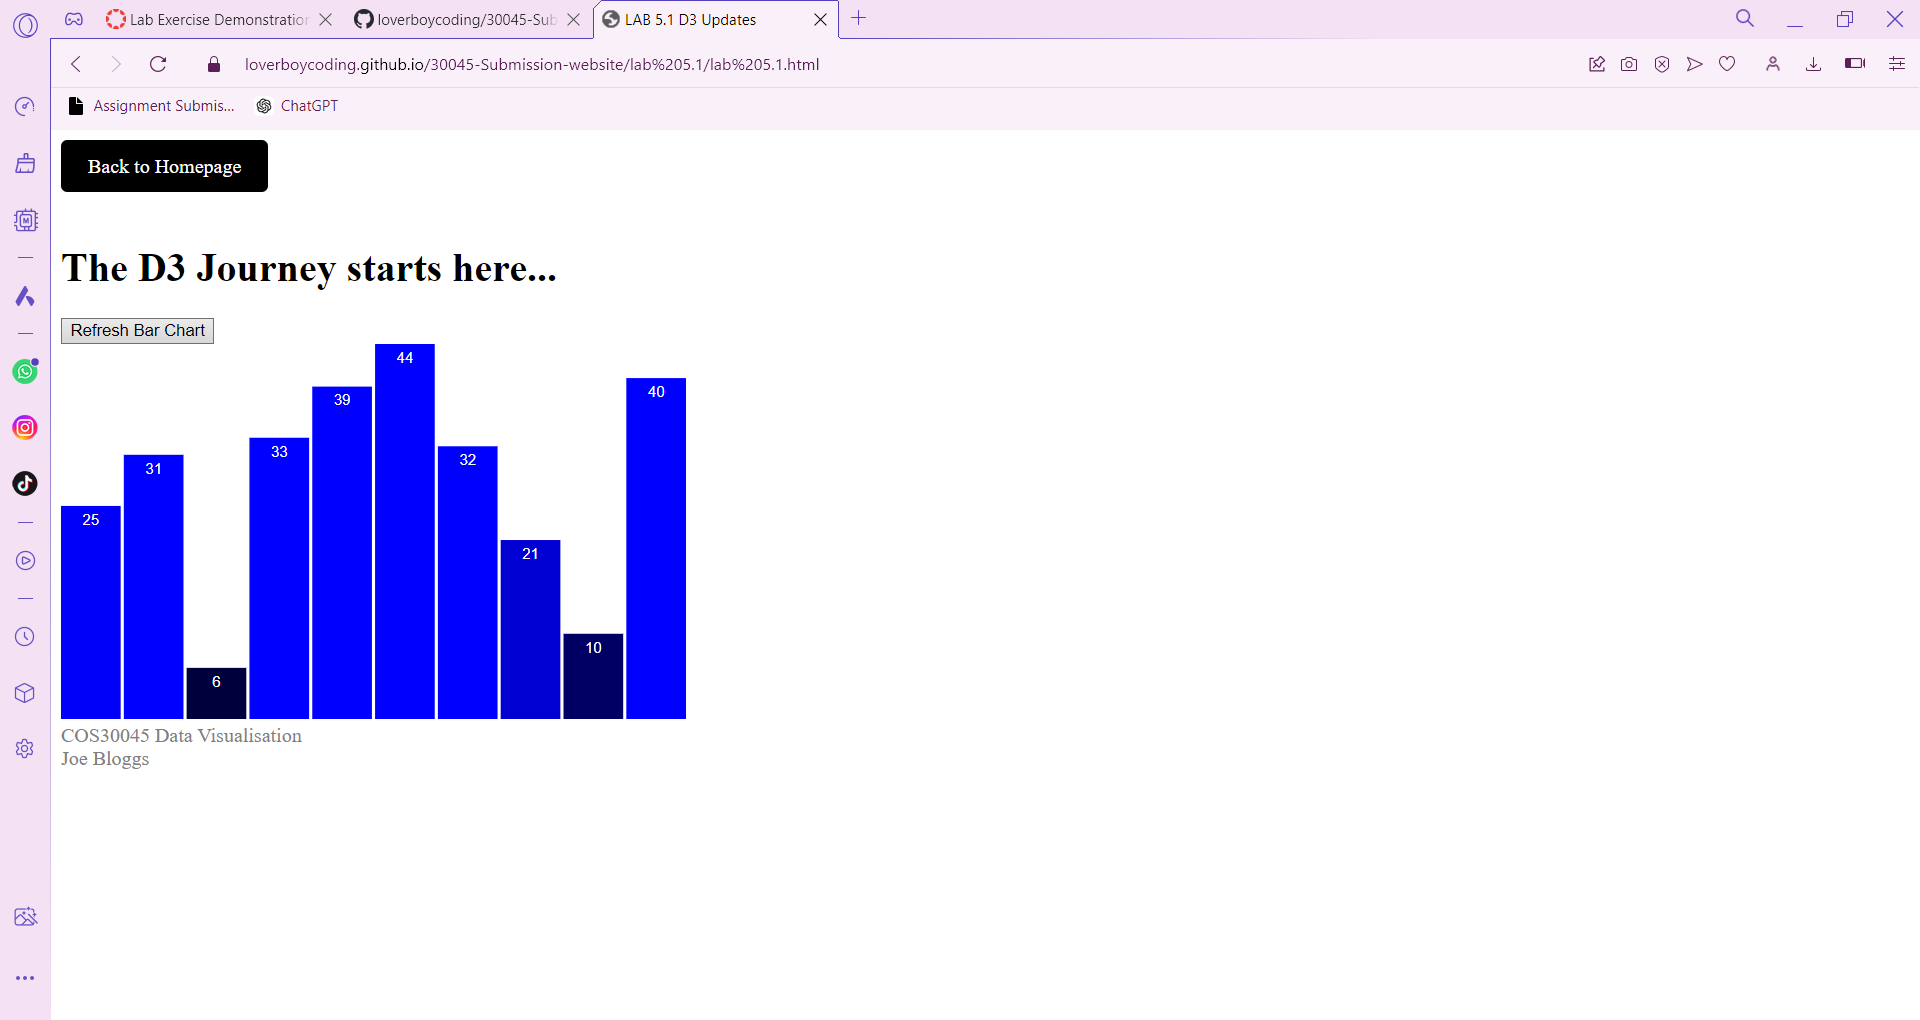 Lab Exercise Demonstration
loverboycoding/30045-Sub
LAB 5.1 D3 Updates
loverboycoding.github.io/30045-Submission-website/lab%205.1/lab%205.1.html
Assignment Submis...
ChatGPT
Back to Homepage
The D3 Journey starts here...
Refresh Bar Chart
25
31
6
33
39
44
32
21
10
40
COS30045 Data Visualisation
Joe Bloggs